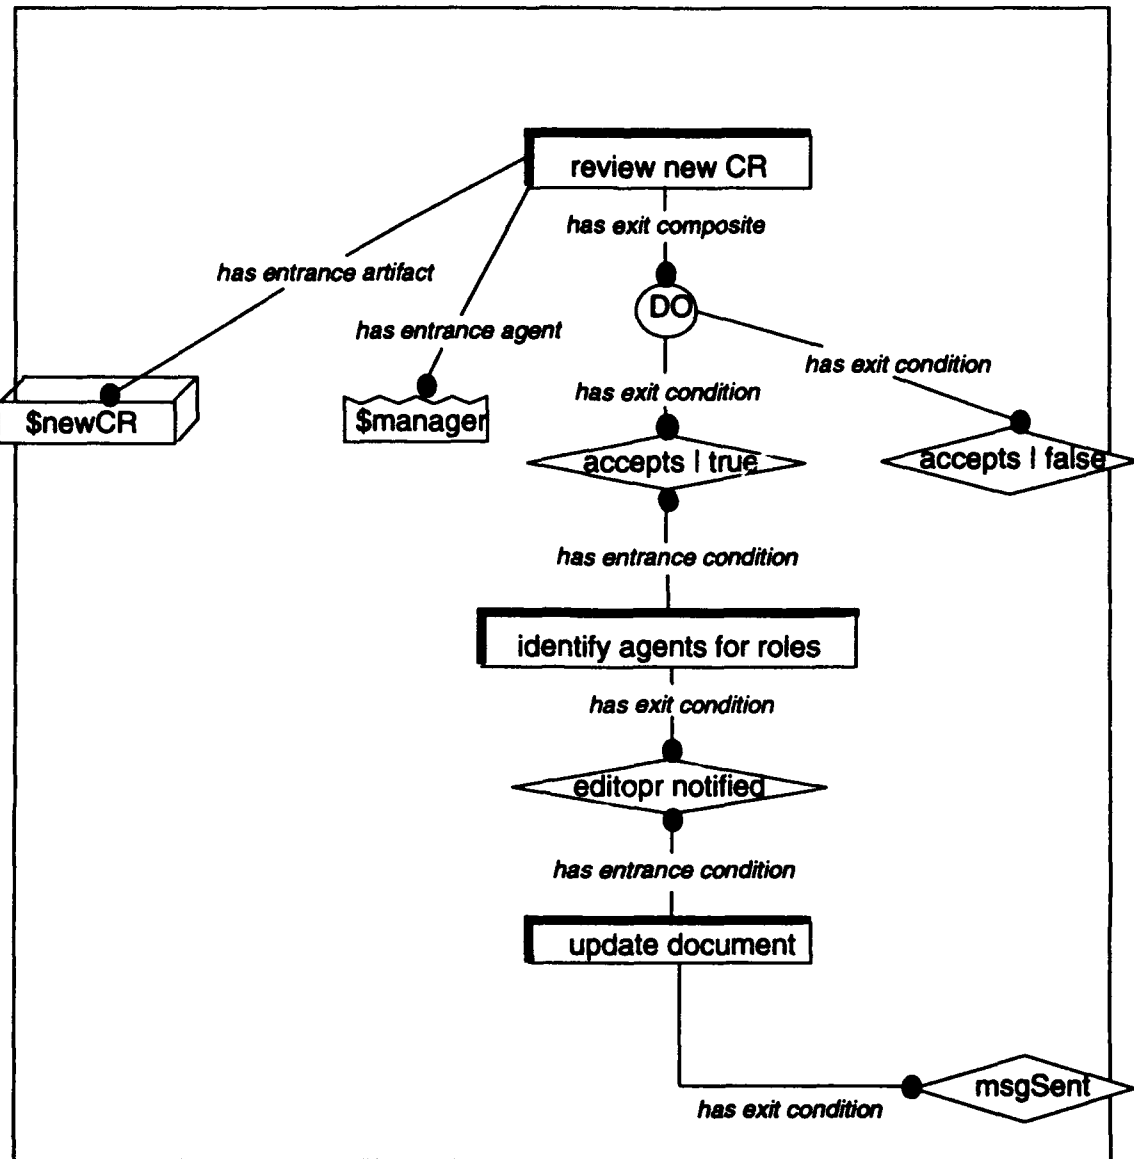 review new CR
has exit composite
has entrance artifact
DO
has entrance agent
has exit condition
has exit condition
$newCR
$manager
accepts | true
accepts | false
has entrance condition
identify agents for roles
has exit condition
editopr notified
has entrance condition
update document
msgSent
has exit condition